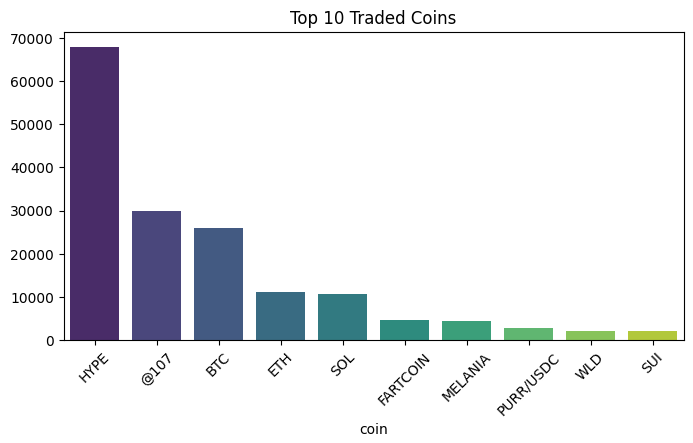 Top 10 Traded Coins
70000
60000
50000
40000
30000
20000
10000
0
HYPE
@107
BTC
ETH
SOL
FARTCOIN
MELANIA
PURR/USDC
WLD
SUI
coin